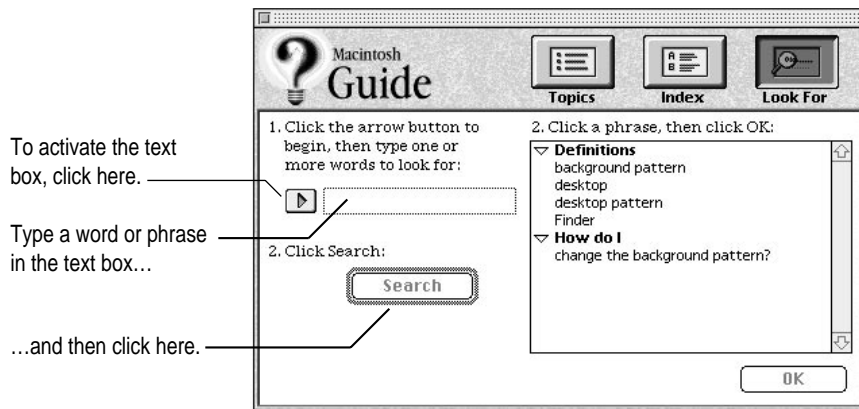 Macintosh
Guide
Topics
Index
Look For
To activate the text
box, click here.
Type a word or phrase
in the text box…
…and then click here.
1. Click the arrow button to
begin, then type one or
more words to look for:
2. Click Search:
Search
2. Click a phrase, then click OK:
Definitions
background pattern
desktop
desktop pattern
Finder
How do I
change the background pattern?
OK